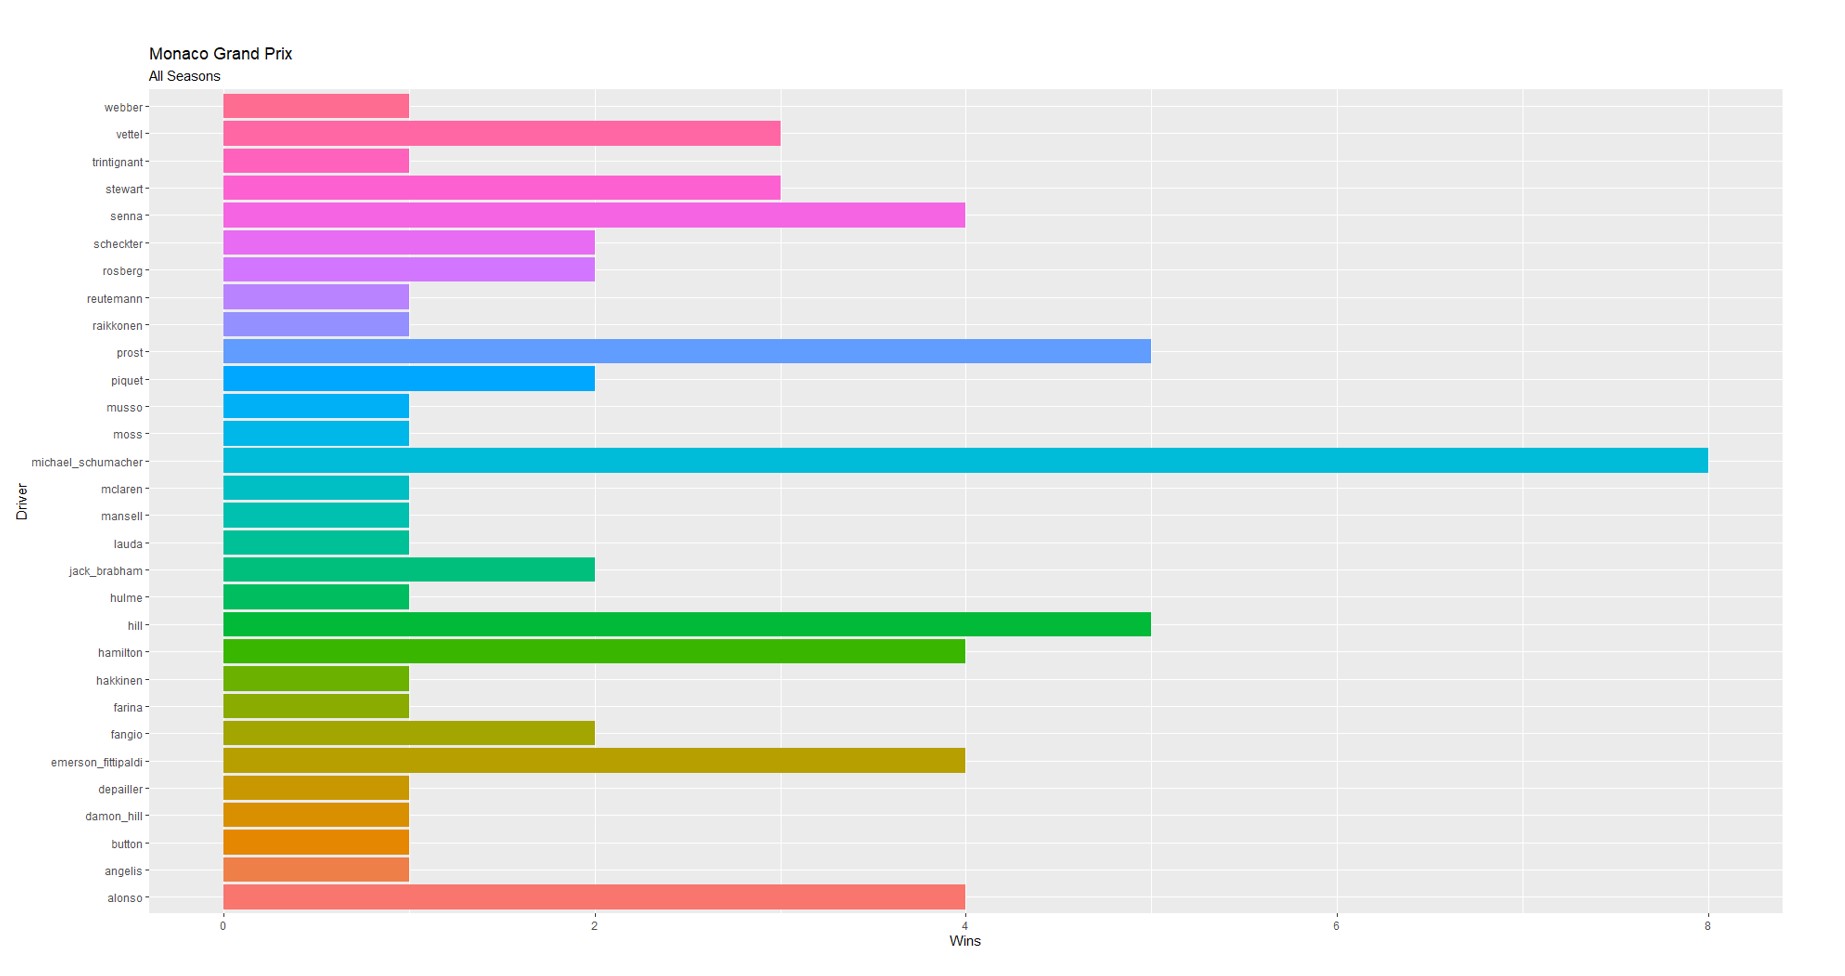 Monaco Grand Prix
All Seasons
webber
vettel
trintignant
stewart
senna
scheckter
rosberg
reutemann
raikkonen
prost
piquet
musso
moss
michael_schumacher
mclaren
mansell
lauda
jack_brabham
hulme
hill
hamilton
hakkinen
farina
fangio
emerson_fittipaldi
depailler
damon_hill
button
angelis
alonso
Driver
0 2 4 6 8
Wins